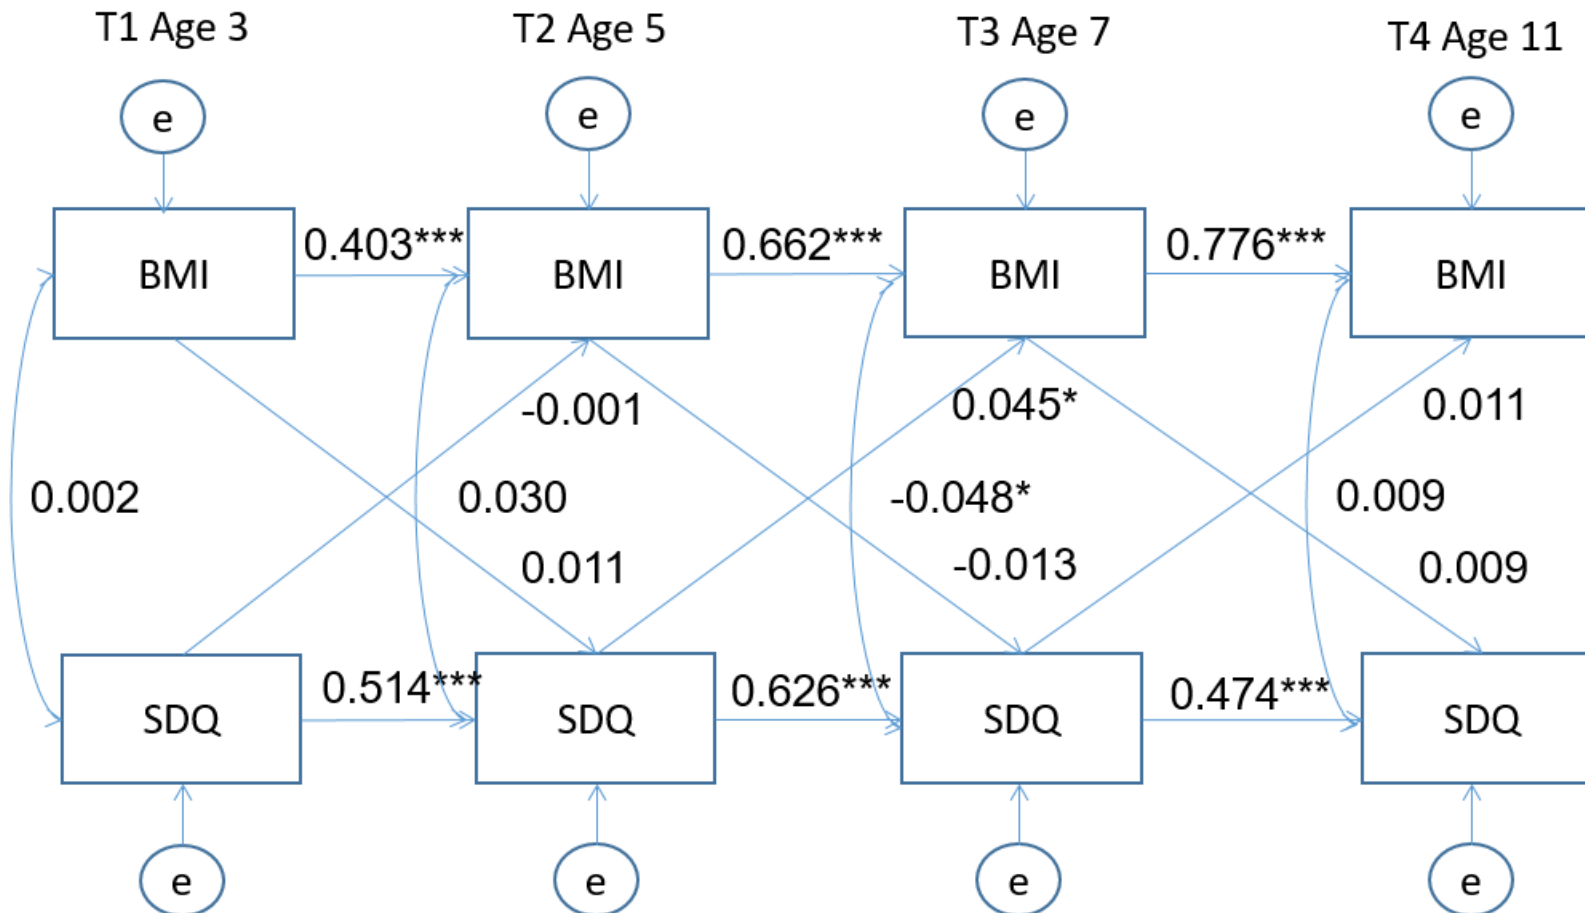 T1 Age 3
T2 Age 5
T3 Age 7
T4 Age 11
e
e
e
e
BMI
0.403***
BMI
0.662***
BMI
0.776***
BMI
-0.001
0.045*
0.011
0.002
0.030
-0.048*
0.009
0.011
-0.013
0.009
SDQ
0.514***
SDQ
0.626***
SDQ
0.474***
SDQ
e
e
e
e